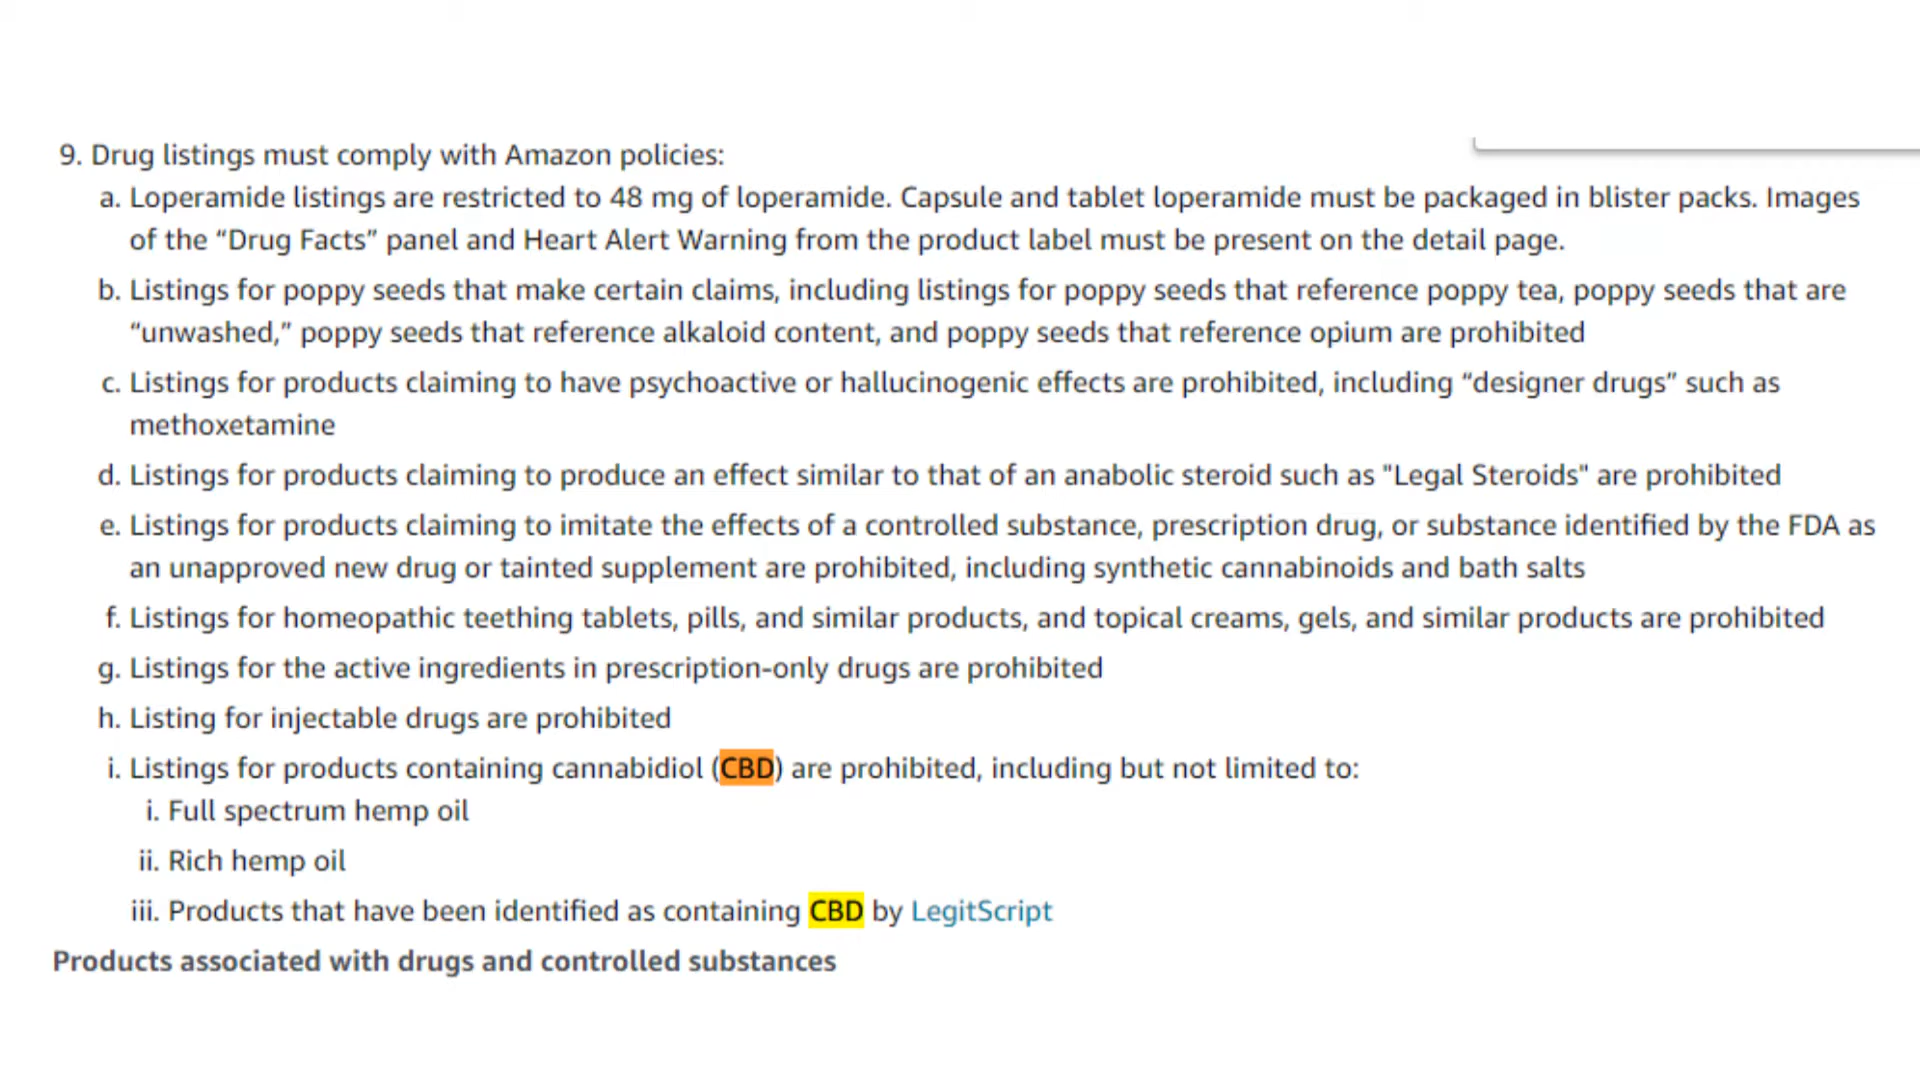 9. Drug listings must comply with Amazon policies:
a. Loperamide listings are restricted to 48 mg of loperamide. Capsule and tablet loperamide must be packaged in blister packs. Images
of the “Drug Facts” panel and Heart Alert Warning from the product label must be present on the detail page.
b. Listings for poppy seeds that make certain claims, including listings for poppy seeds that reference poppy tea, poppy seeds that are
“unwashed,” poppy seeds that reference alkaloid content, and poppy seeds that reference opium are prohibited
c. Listings for products claiming to have psychoactive or hallucinogenic effects are prohibited, including “designer drugs” such as
methoxetamine
d. Listings for products claiming to produce an effect similar to that of an anabolic steroid such as "Legal Steroids" are prohibited
e. Listings for products claiming to imitate the effects of a controlled substance, prescription drug, or substance identified by the FDA as
an unapproved new drug or tainted supplement are prohibited, including synthetic cannabinoids and bath salts
f. Listings for homeopathic teething tablets, pills, and similar products, and topical creams, gels, and similar products are prohibited
g. Listings for the active ingredients in prescription-only drugs are prohibited
h. Listing for injectable drugs are prohibited
i. Listings for products containing cannabidiol (CBD) are prohibited, including but not limited to:
i. Full spectrum hemp oil
ii. Rich hemp oil
iii. Products that have been identified as containing CBD by LegitScript
Products associated with drugs and controlled substances